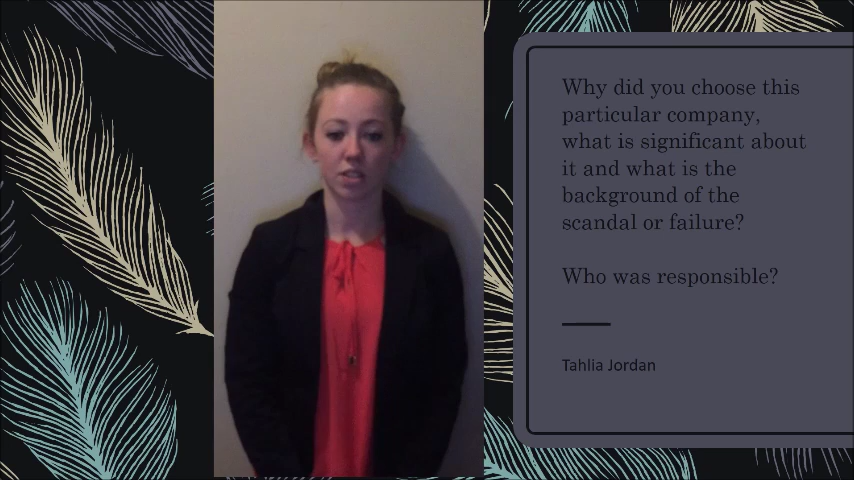 Why did you choose this
particular company,
what is significant about
it and what is the
background of the
scandal or failure?
Who was responsible?
Tahlia Jordan